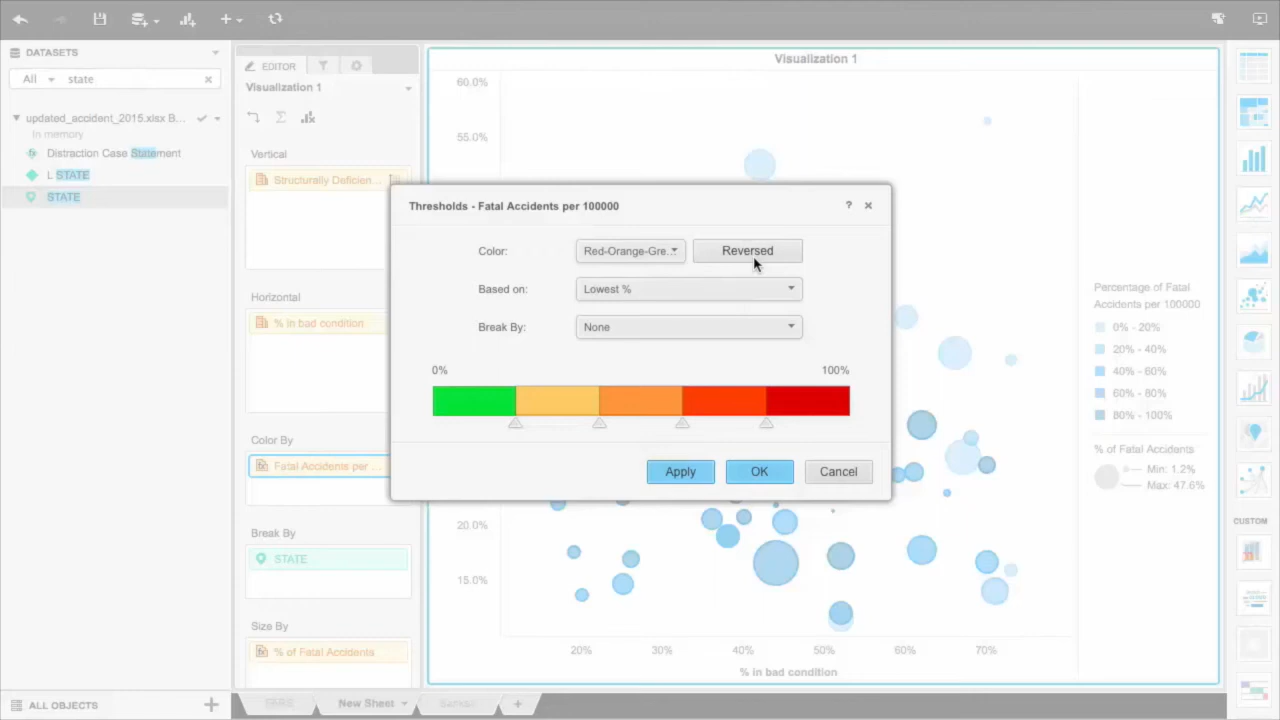 DATASETS
All
state
updated_accident_2015.xlsx B...
In memory
Distraction Case Statement
L STATE
STATE
ALL OBJECTS
EDITOR
Visualization 1
Vertical
Structurally Deficien...
Horizontal
% in bad condition
Color By
Fatal Accidents per ...
Break By
STATE
Size By
% of Fatal Accidents
Visualization 1
60.0%
55.0%
20.0%
15.0%
20%
30%
40%
50%
60%
70%
% in bad condition
Thresholds - Fatal Accidents per 100000
?
Color:
Red-Orange-Gre...
Reversed
Based on:
Lowest %
Break By:
None
0%
100%
Apply
OK
Cancel
Percentage of Fatal
Accidents per 100000
0% - 20%
20% - 40%
40% - 60%
60% - 80%
80% - 100%
% of Fatal Accidents
Min: 1.2%
Max: 47.6%
CUSTOM
New Sheet